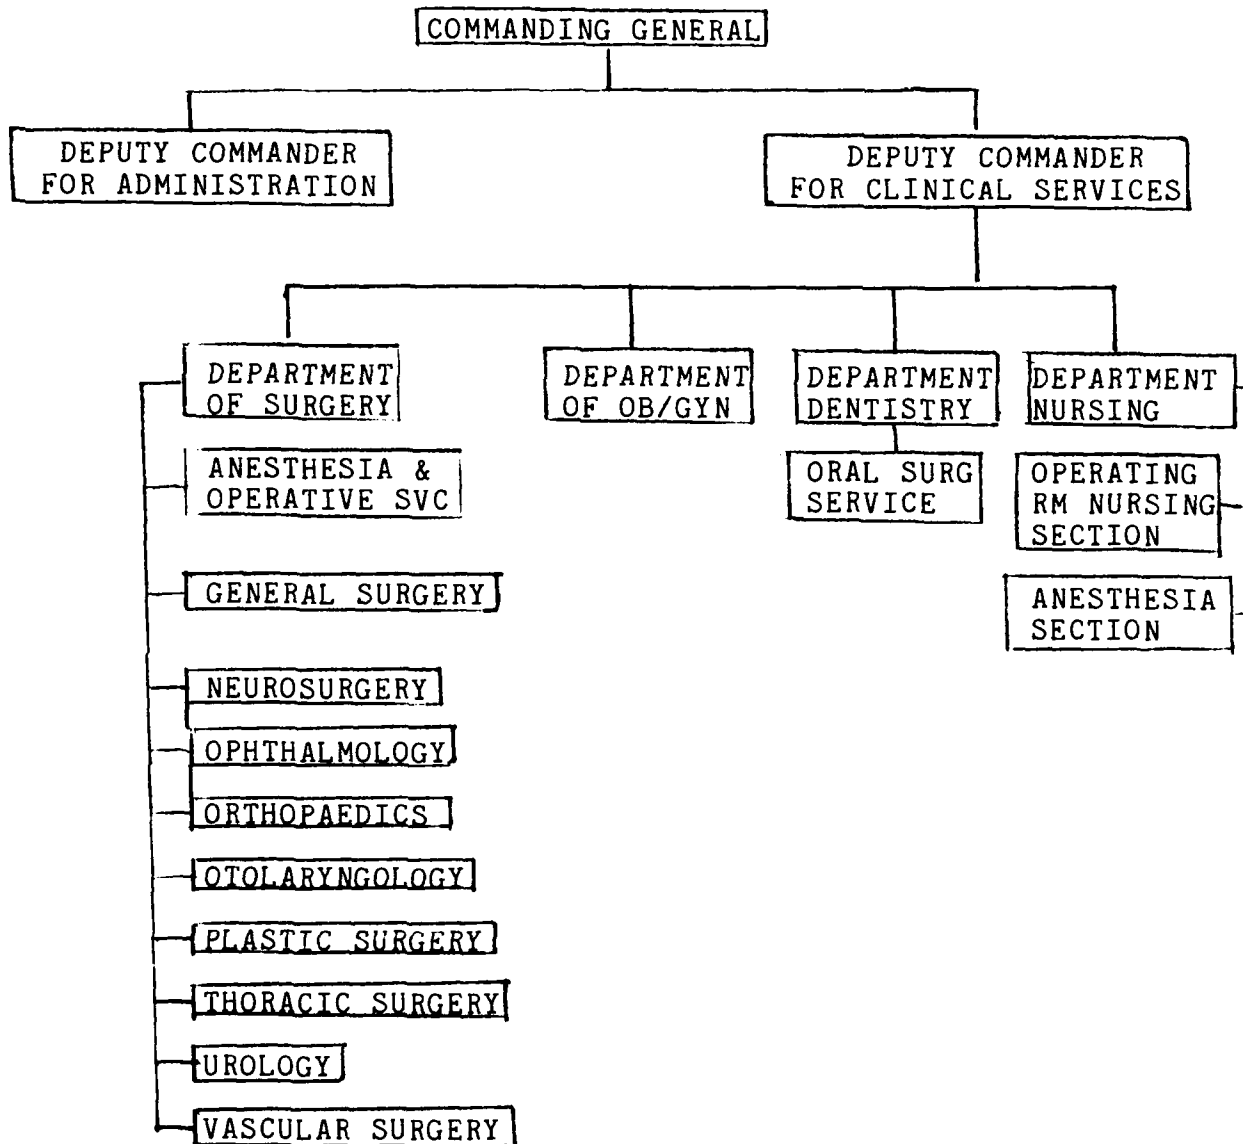 COMMANDING GENERAL
DEPUTY COMMANDER
FOR ADMINISTRATION
DEPUTY COMMANDER
FOR CLINICAL SERVICES
DEPARTMENT
OF SURGERY
DEPARTMENT
OF OB/GYN
DEPARTMENT
DENTISTRY
DEPARTMENT
NURSING
ANESTHESIA &
OPERATIVE SVC
ORAL SURG
SERVICE
OPERATING
RM NURSING
SECTION
GENERAL SURGERY
ANESTHESIA
SECTION
NEUROSURGERY
OPHTHALMOLOGY
ORTHOPAEDICS
OTOLARYNGOLOGY
PLASTIC SURGERY
THORACIC SURGERY
UROLOGY
VASCULAR SURGERY